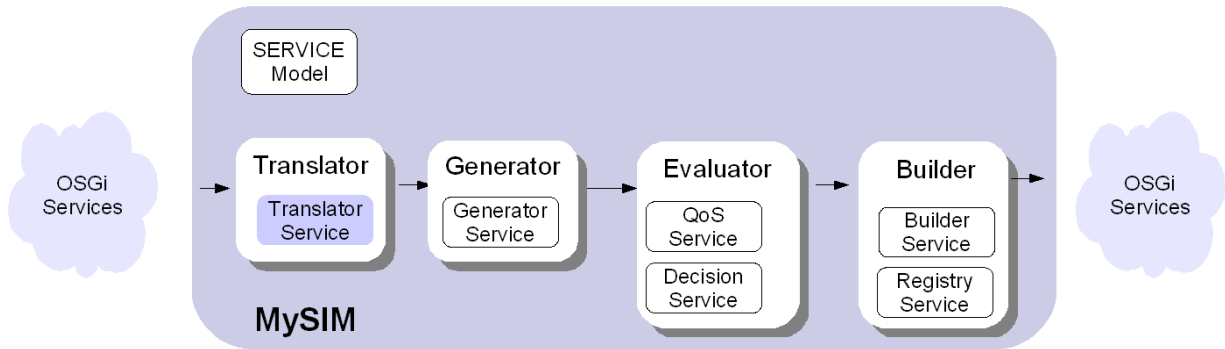 SERVICE
Model
OSGi
Services
Translator
Translator
Service
Generator
Generator
Service
Evaluator
QoS
Service
Decision
Service
Builder
Builder
Service
Registry
Service
OSGi
Services
MySIM